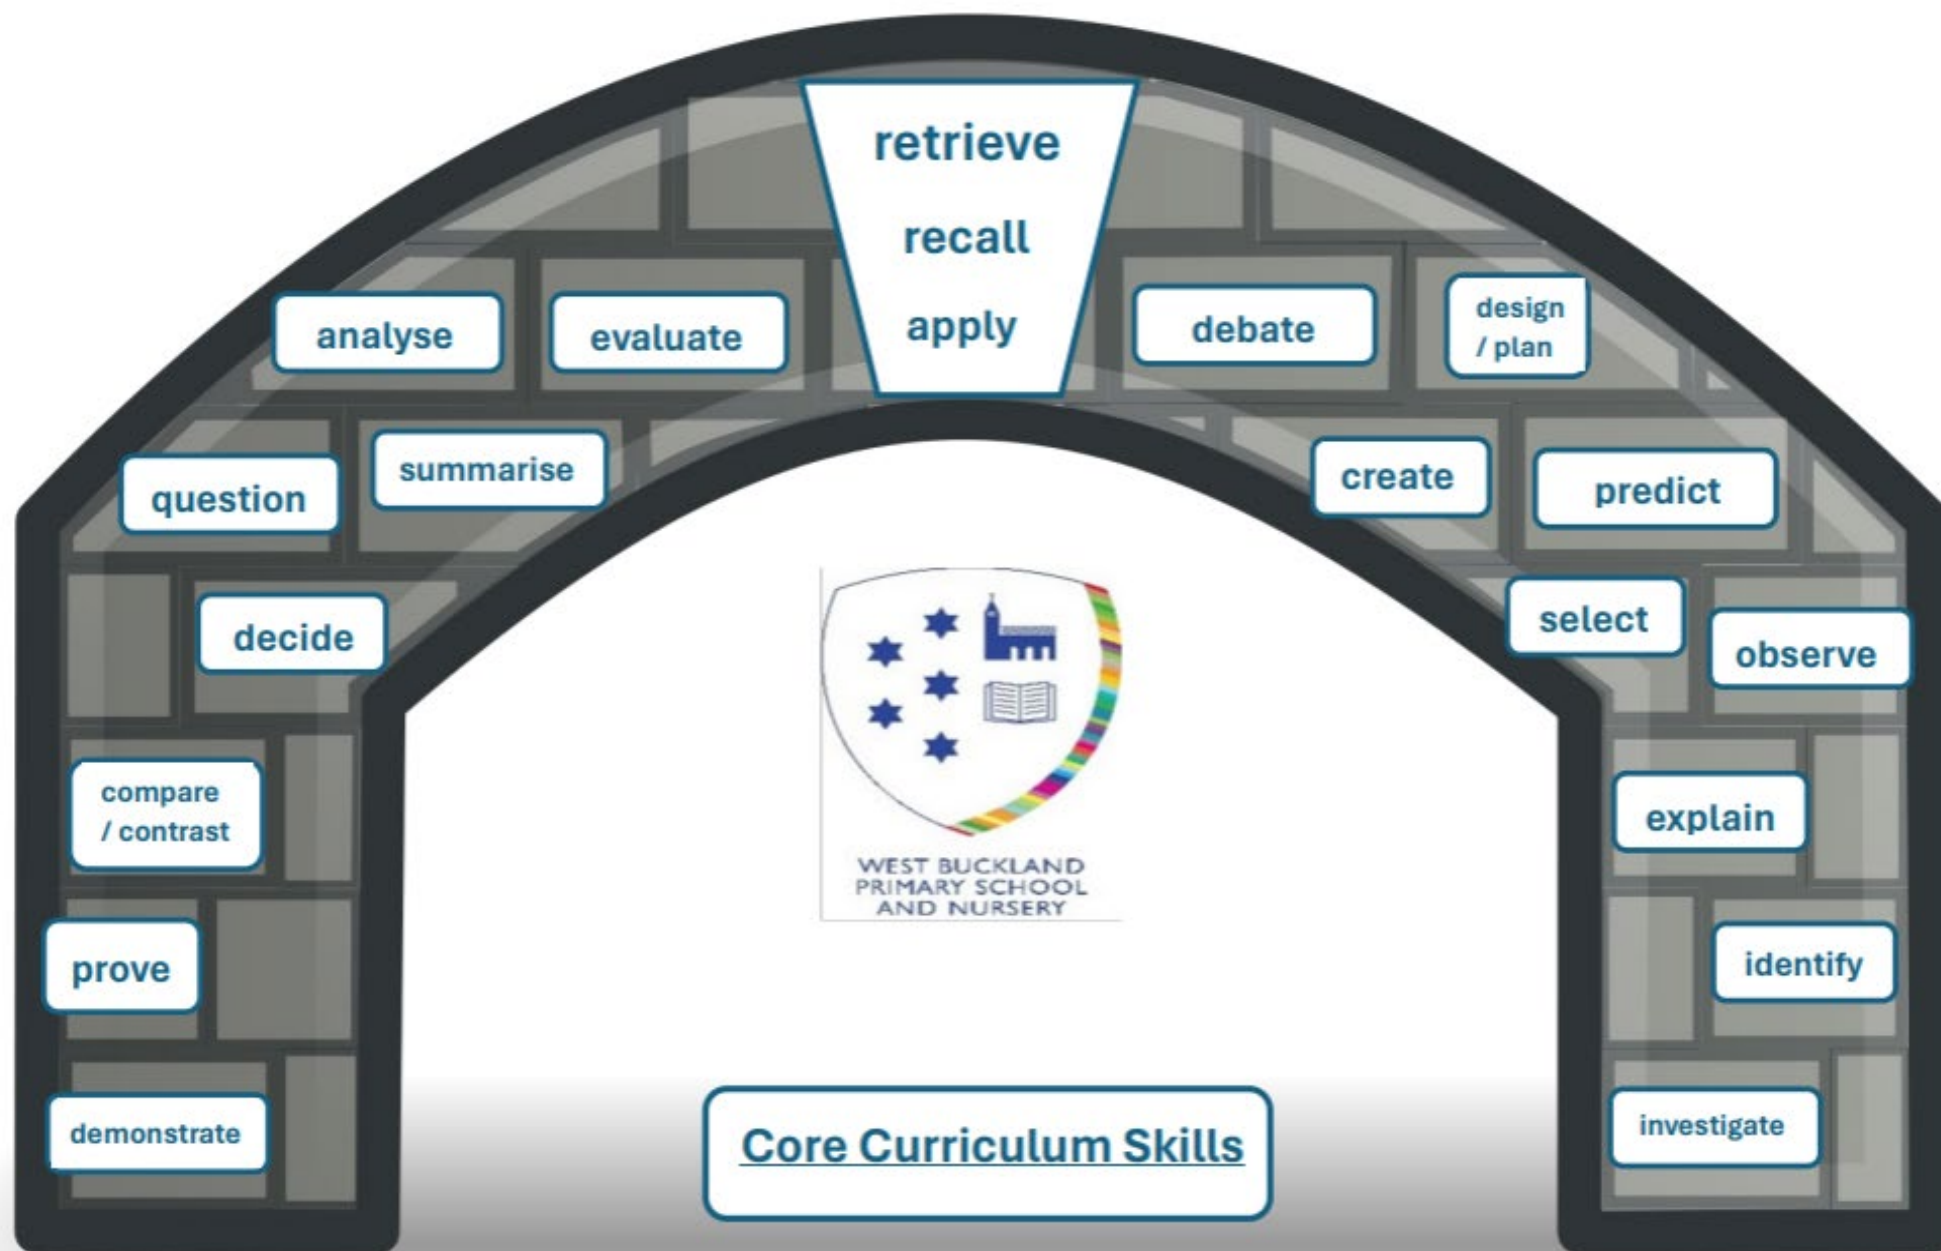 retrieve
recall
apply
analyse
evaluate
debate
design
/ plan
question
summarise
create
predict
decide
select
observe
compare
/ contrast
explain
prove
identify
demonstrate
investigate
WEST BUCKLAND
PRIMARY SCHOOL
AND NURSERY
Core Curriculum Skills